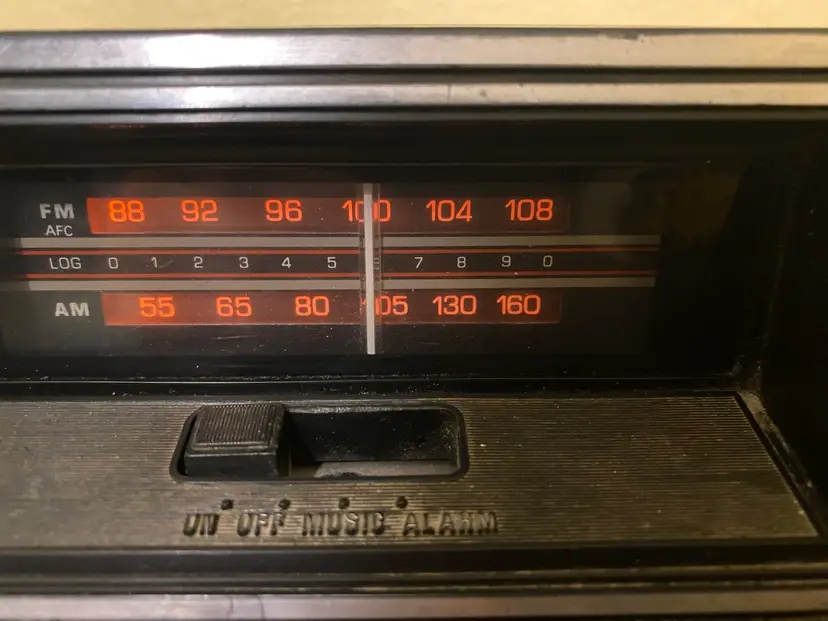 FM 88 92 96 100 104 108
AFC
LOG 0 1 2 3 4 5 7 8 9 0
AM 55 65 80 105 130 160
ON OFF MUSIC ALARM